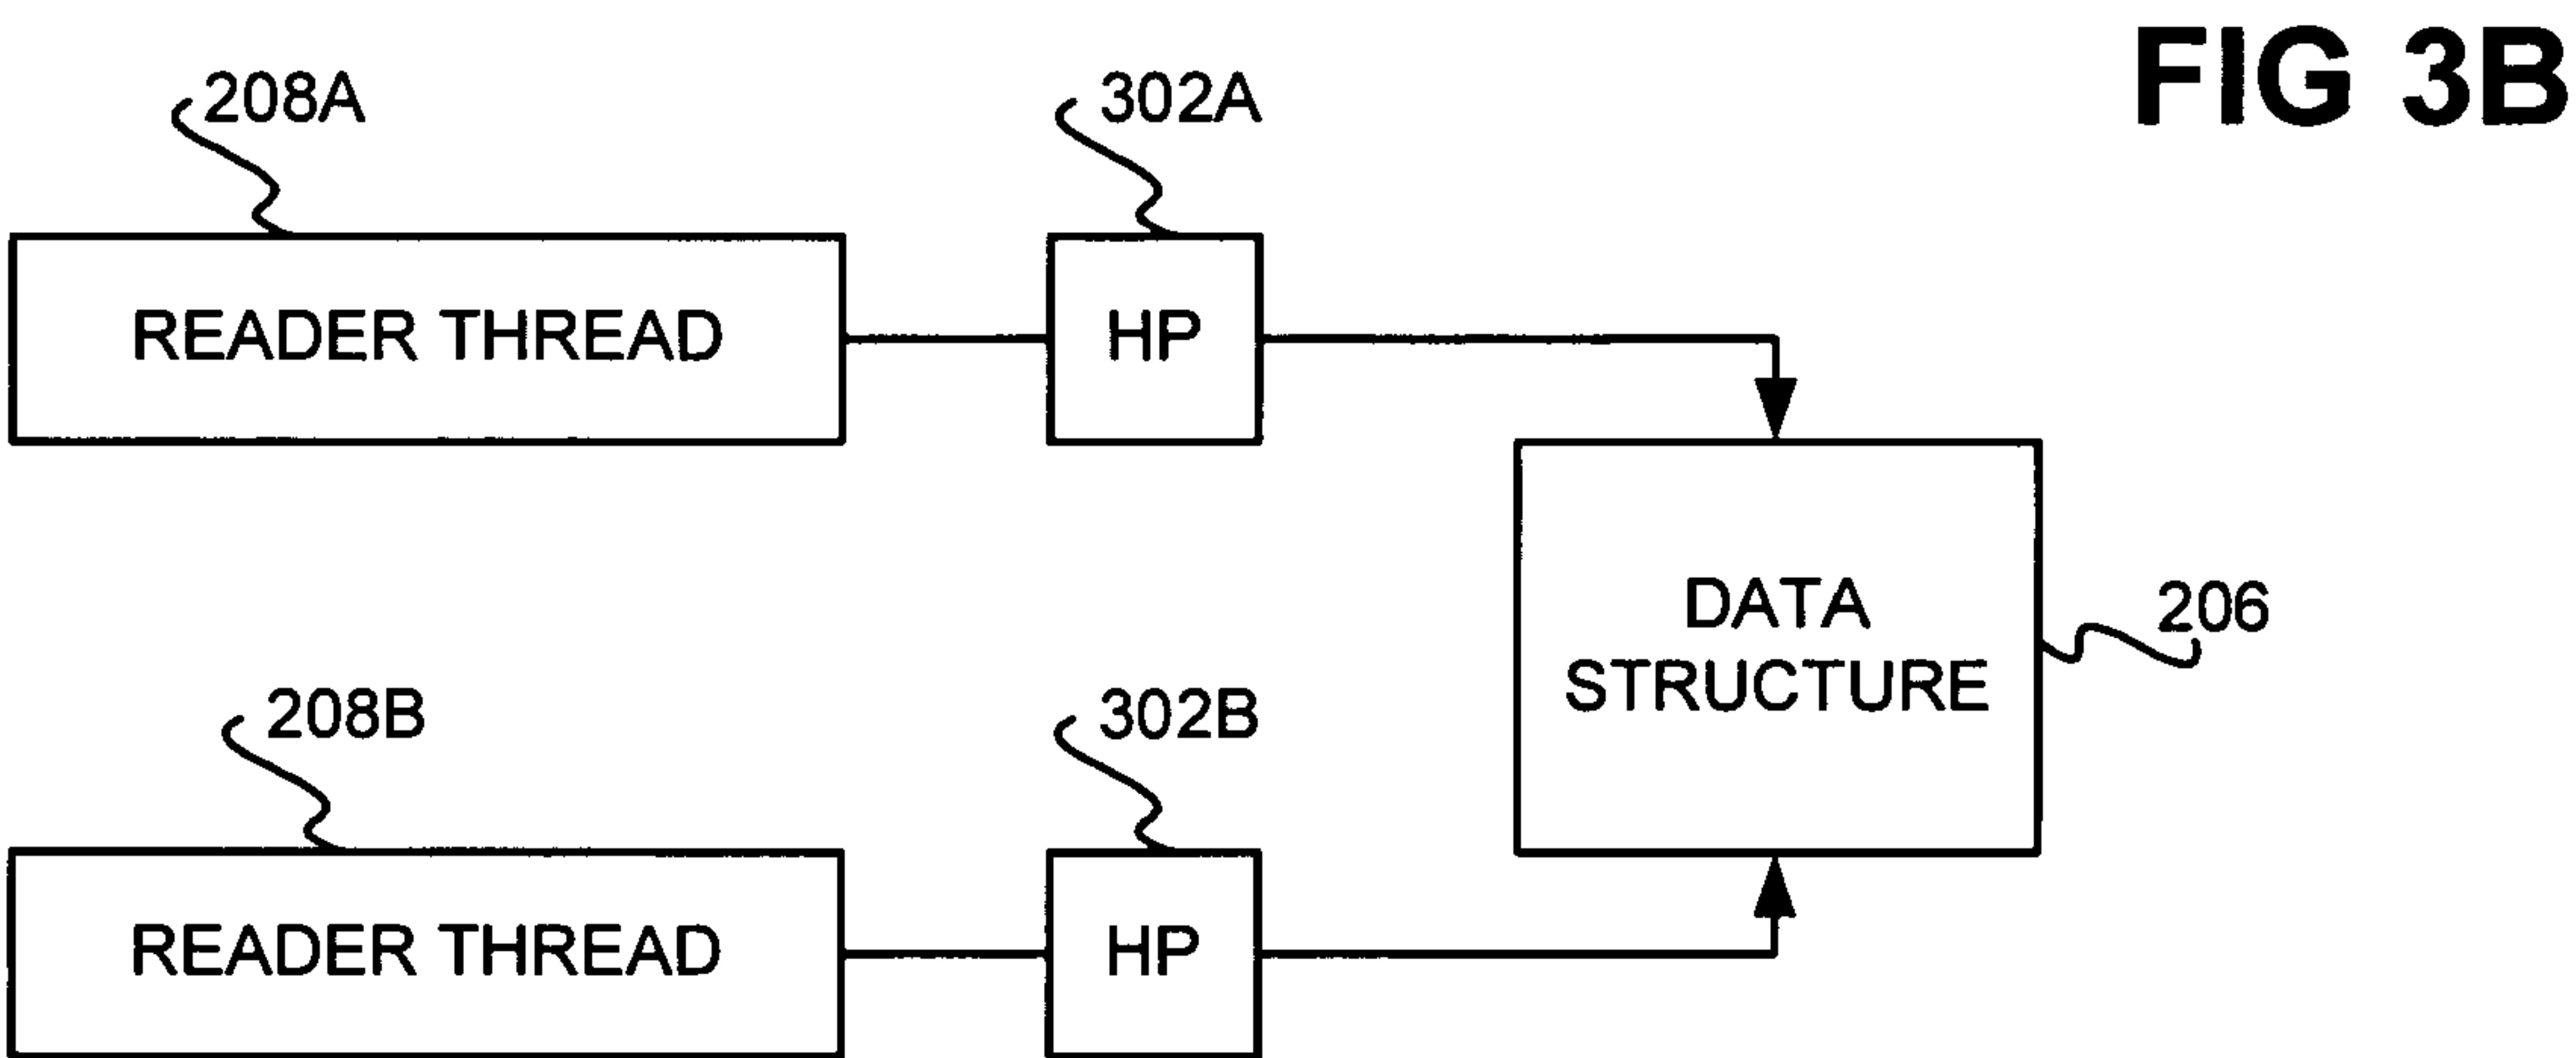 FIG 3B
208A
302A
READER THREAD
HP
DATA
STRUCTURE
206
208B
302B
READER THREAD
HP